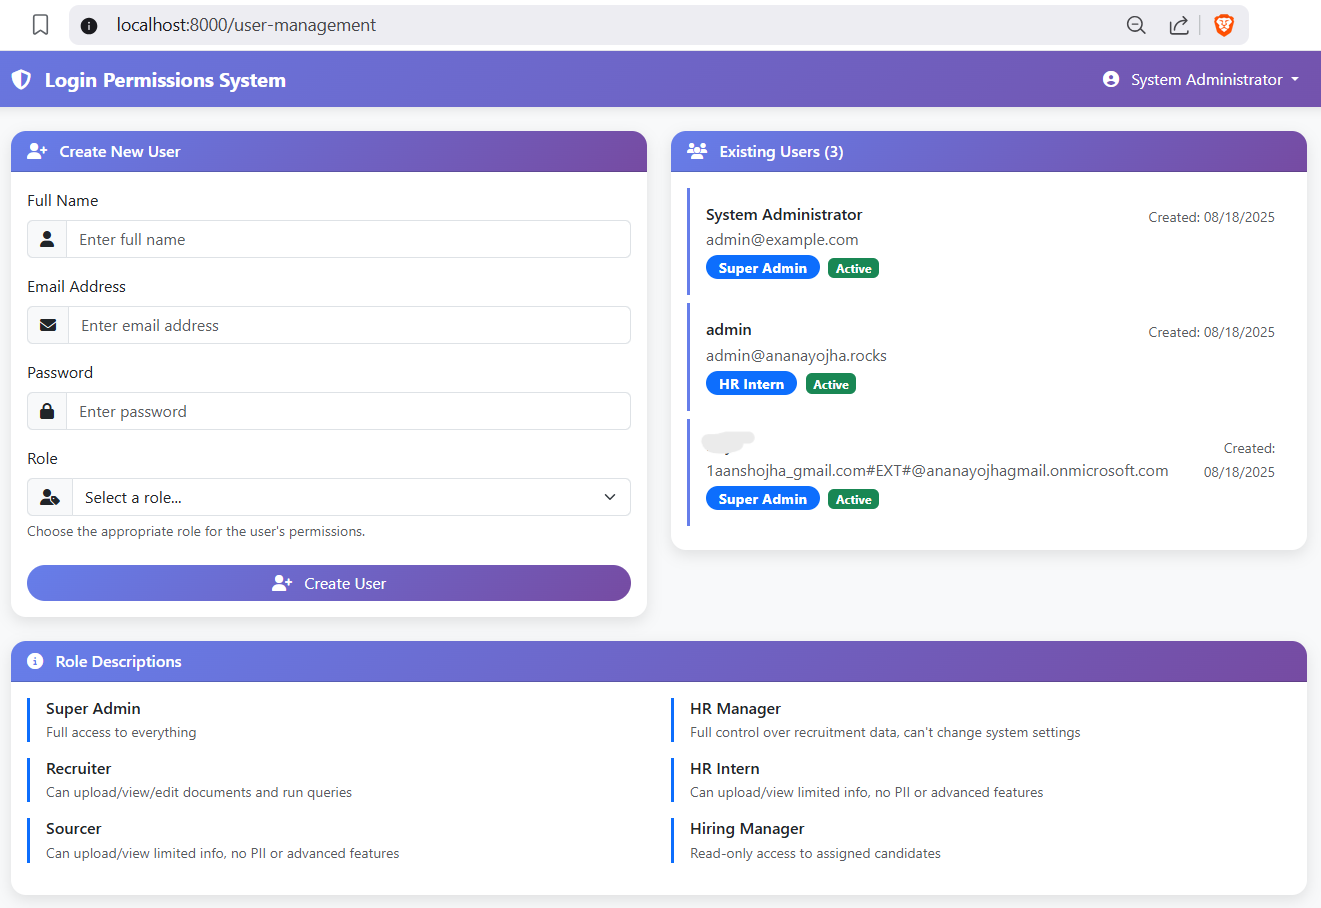 localhost:8000/user-management
Login Permissions System
System Administrator
Create New User
Full Name
Enter full name
Email Address
Enter email address
Password
Enter password
Role
Select a role...
Choose the appropriate role for the user's permissions.
Create User
Existing Users (3)
System Administrator
Created: 08/18/2025
admin@example.com
Super Admin Active
admin
Created: 08/18/2025
admin@ananayojha.rocks
HR Intern Active
Created:
08/18/2025
1aanshojha_gmail.com#EXT#@ananayojhagmail.onmicrosoft.com
Super Admin Active
Role Descriptions
Super Admin
Full access to everything
HR Manager
Full control over recruitment data, can't change system settings
Recruiter
Can upload/view/edit documents and run queries
HR Intern
Can upload/view limited info, no PII or advanced features
Sourcer
Can upload/view limited info, no PII or advanced features
Hiring Manager
Read-only access to assigned candidates